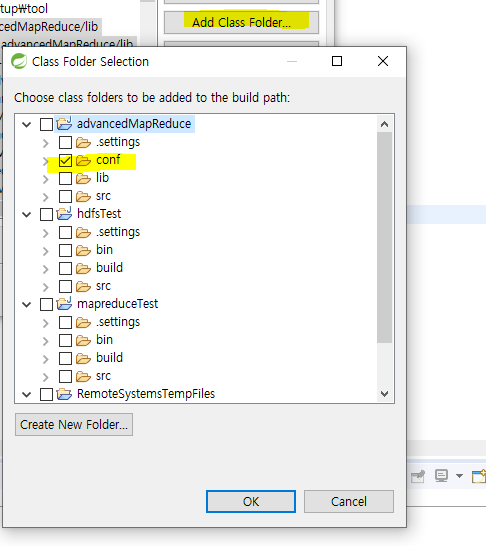 tup₩tool
cedMapReduce/lib
advancedMapReduce/lib
Add Class Folder...
Class Folder Selection
Choose class folders to be added to the build path:
advancedMapReduce
.settings
conf
lib
src
hdfsTest
.settings
bin
build
src
mapreduceTest
.settings
bin
build
src
RemoteSystemsTempFiles
Create New Folder...
OK
Cancel